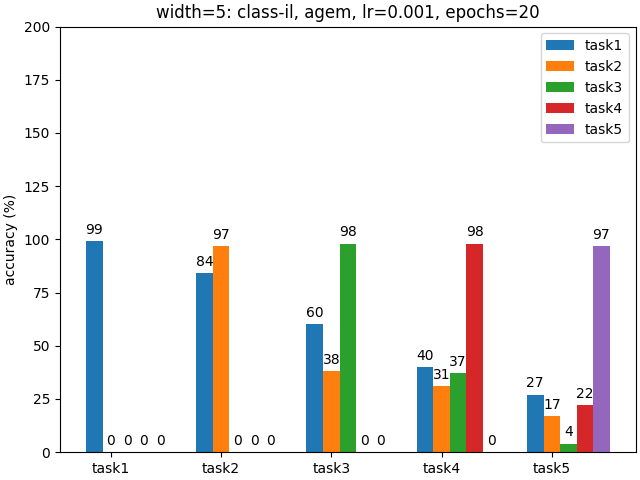 width=5: class-il, agem, lr=0.001, epochs=20
accuracy (%)
200
175
150
125
100
75
50
25
0
task1
task2
task3
task4
task5
99
0 0 0 0
84
97
0 0 0
60
38
98
0 0
40
31
37
98
0
27
17
4
22
97
task1 task2 task3 task4 task5